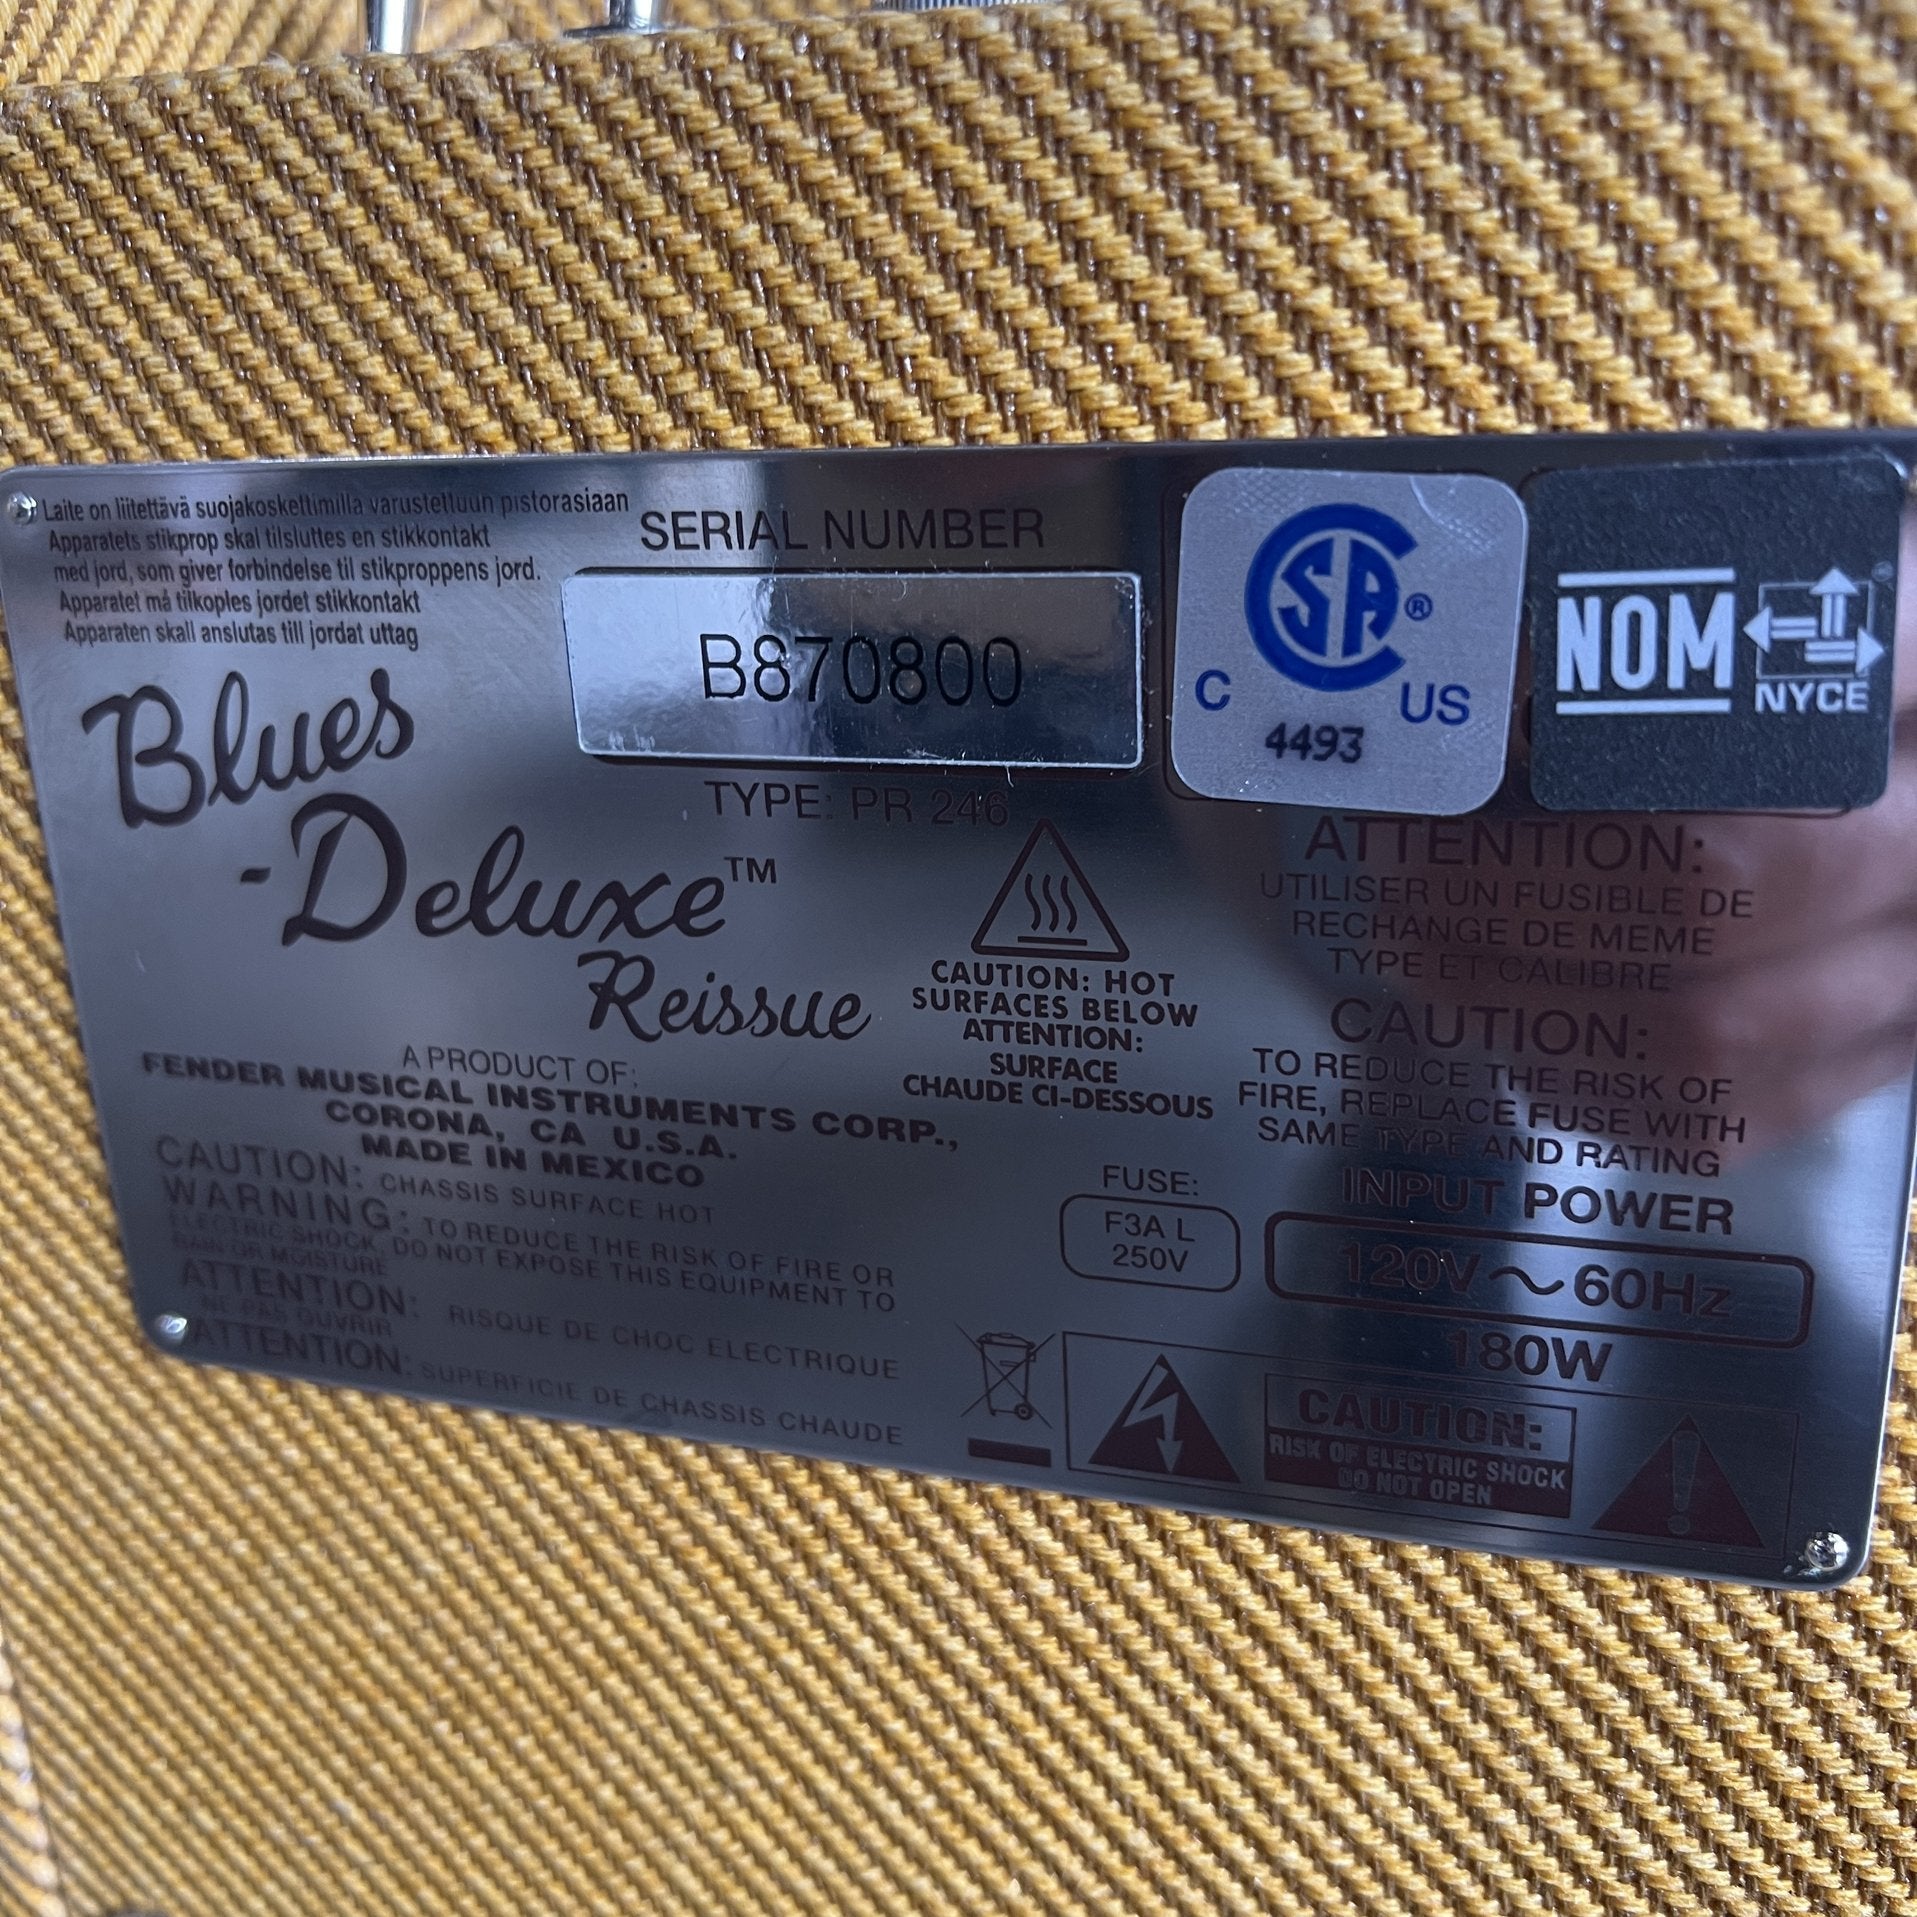 Laite on liitettävä suojakoskettimilla varustettuun pistorasiaan
Apparatets stikprop skal tilsluttes en stikkontakt
med jord, som giver forbindelse til stikproppens jord.
Apparatet må tilkoples jordet stikkontakt
Apparaten skall anslutas till jordat uttag
SERIAL NUMBER
B870800
TYPE: PR 246
CSA®
C US
4493
NOM
NYCE
Blues
-Deluxe™
Reissue
A PRODUCT OF:
FENDER MUSICAL INSTRUMENTS CORP.,
CORONA, CA U.S.A.
MADE IN MEXICO
CAUTION: CHASSIS SURFACE HOT
WARNING: TO REDUCE THE RISK OF FIRE OR
ELECTRIC SHOCK, DO NOT EXPOSE THIS EQUIPMENT TO
RAIN OR MOISTURE
ATTENTION: RISQUE DE CHOC ELECTRIQUE
NE PAS OUVRIR
ATTENTION: SUPERFICIE DE CHASSIS CHAUDE
CAUTION: HOT
SURFACES BELOW
ATTENTION:
SURFACE
CHAUDE CI-DESSOUS
ATTENTION:
UTILISER UN FUSIBLE DE
RECHANGE DE MEME
TYPE ET CALIBRE
CAUTION:
TO REDUCE THE RISK OF
FIRE, REPLACE FUSE WITH
SAME TYPE AND RATING
FUSE:
F3A L
250V
INPUT POWER
120V ~ 60Hz
180W
CAUTION:
RISK OF ELECTRIC SHOCK
DO NOT OPEN